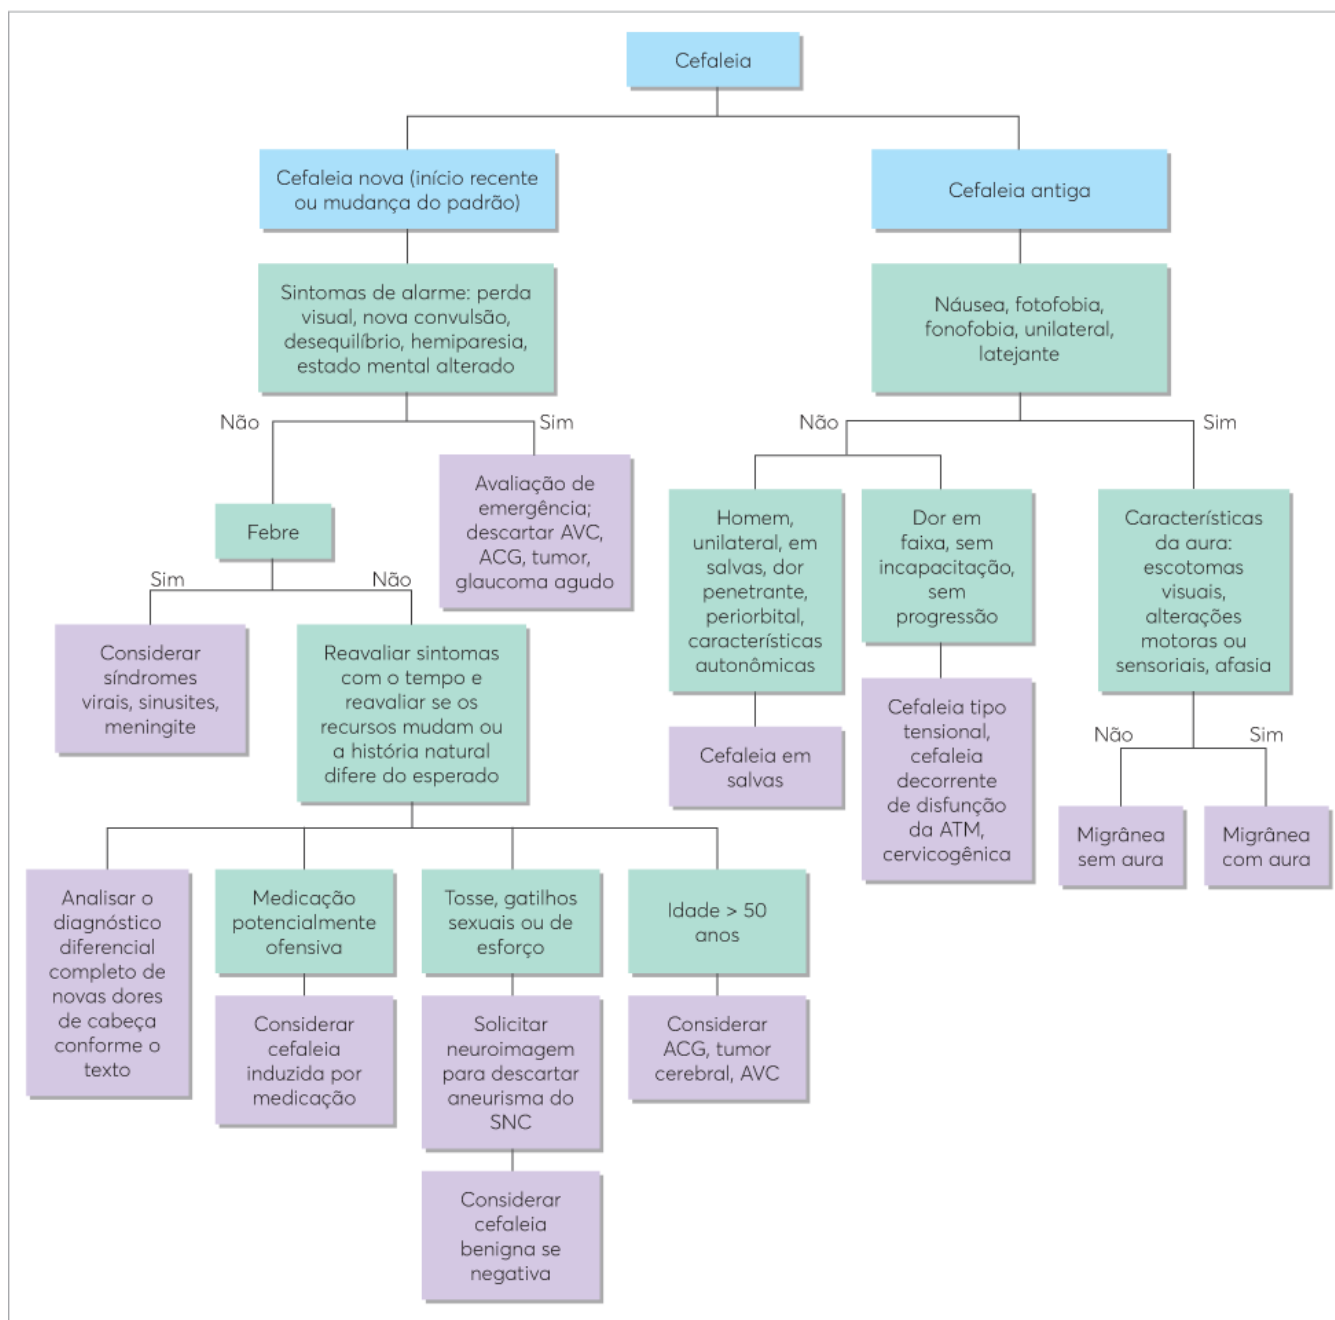 Cefaleia
Cefaleia nova (início recente
ou mudança do padrão)
Cefaleia antiga
Sintomas de alarme: perda
visual, nova convulsão,
desequilíbrio, hemiparesia,
estado mental alterado
Náusea, fotofobia,
fonofobia, unilateral,
latejante
Não
Sim
Não
Sim
Febre
Avaliação de
emergência;
descartar AVC,
ACG, tumor,
glaucoma agudo
Homem,
unilateral, em
salvas, dor
penetrante,
periorbital,
características
autonômicas
Dor em
faixa, sem
incapacitação,
sem
progressão
Características
da aura:
escotomas
visuais,
alterações
motoras ou
sensoriais, afasia
Sim
Não
Considerar
síndromes
virais, sinusites,
meningite
Reavaliar sintomas
com o tempo e
reavaliar se os
recursos mudam ou
a história natural
difere do esperado
Cefaleia em
salvas
Cefaleia tipo
tensional,
cefaleia
decorrente
de disfunção
da ATM,
cervicogênica
Não
Sim
Migrânea
sem aura
Migrânea
com aura
Analisar o
diagnóstico
diferencial
completo de
novas dores
de cabeça
conforme o
texto
Medicação
potencialmente
ofensiva
Tosse, gatilhos
sexuais ou de
esforço
Idade > 50
anos
Considerar
cefaleia
induzida por
medicação
Solicitar
neuroimagem
para descartar
aneurisma do
SNC
Considerar
ACG, tumor
cerebral, AVC
Considerar
cefaleia
benigna se
negativa